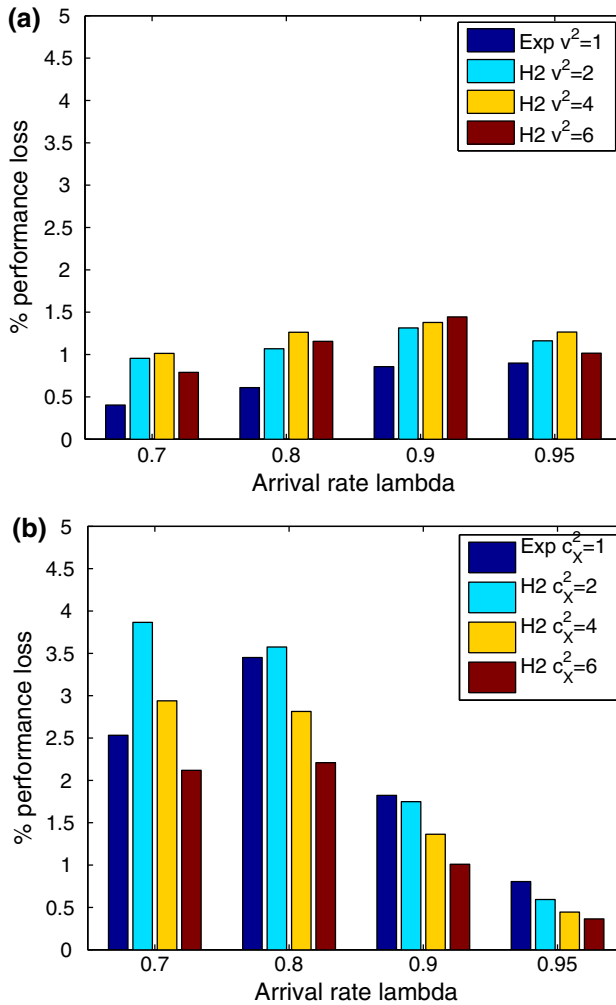 (a)
5
4.5
4
3.5
3
2.5
2
1.5
1
0.5
0
% performance loss
Exp v²=1
H2 v²=2
H2 v²=4
H2 v²=6
0.7 0.8 0.9 0.95
Arrival rate lambda
(b)
5
4.5
4
3.5
3
2.5
2
1.5
1
0.5
0
% performance loss
Exp c_X²=1
H2 c_X²=2
H2 c_X²=4
H2 c_X²=6
0.7 0.8 0.9 0.95
Arrival rate lambda